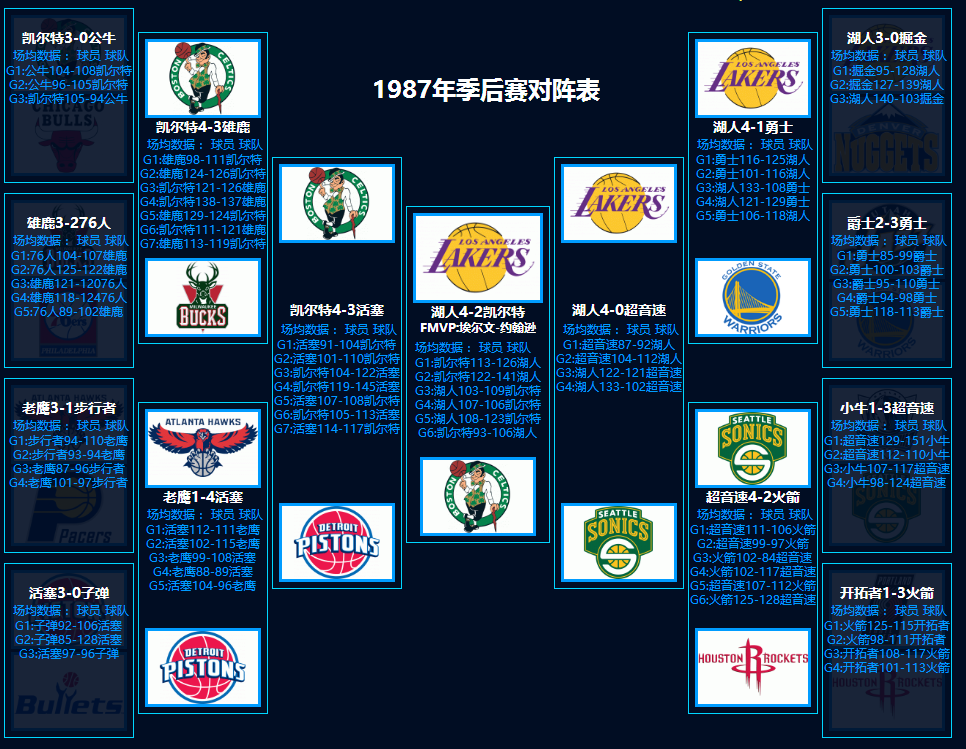 1987年季后赛对阵表
凯尔特3-0公牛
场均数据： 球员 球队
G1:公牛104-108凯尔特
G2:公牛96-105凯尔特
G3:凯尔特105-94公牛
CHICAGO
BULLS
雄鹿3-276人
场均数据： 球员 球队
G1:76人104-107雄鹿
G2:76人125-122雄鹿
G3:雄鹿121-12076人
G4:雄鹿118-12476人
G5:76人89-102雄鹿
76ERS
PHILADELPHIA
老鹰3-1步行者
场均数据： 球员 球队
G1:步行者94-110老鹰
G2:步行者93-94老鹰
G3:老鹰87-96步行者
G4:老鹰101-97步行者
Pacers
活塞3-0子弹
场均数据： 球员 球队
G1:子弹92-106活塞
G2:子弹85-128活塞
G3:活塞97-96子弹
Bullets
BOSTON CELTICS
凯尔特4-3雄鹿
场均数据： 球员 球队
G1:雄鹿98-111凯尔特
G2:雄鹿124-126凯尔特
G3:凯尔特121-126雄鹿
G4:凯尔特138-137雄鹿
G5:雄鹿129-124凯尔特
G6:凯尔特111-121雄鹿
G7:雄鹿113-119凯尔特
MILWAUKEE
BUCKS
ATLANTA HAWKS
老鹰1-4活塞
场均数据： 球员 球队
G1:活塞112-111老鹰
G2:活塞102-115老鹰
G3:老鹰99-108活塞
G4:老鹰88-89活塞
G5:活塞104-96老鹰
DETROIT
PISTONS
BOSTON CELTICS
凯尔特4-3活塞
场均数据： 球员 球队
G1:活塞91-104凯尔特
G2:活塞101-110凯尔特
G3:凯尔特104-122活塞
G4:凯尔特119-145活塞
G5:活塞107-108凯尔特
G6:凯尔特105-113活塞
G7:活塞114-117凯尔特
DETROIT
PISTONS
LOS ANGELES
LAKERS
湖人4-2凯尔特
FMVP:埃尔文-约翰逊
场均数据： 球员 球队
G1:凯尔特113-126湖人
G2:凯尔特122-141湖人
G3:湖人103-109凯尔特
G4:湖人107-106凯尔特
G5:湖人108-123凯尔特
G6:凯尔特93-106湖人
BOSTON CELTICS
LOS ANGELES
LAKERS
湖人4-0超音速
场均数据： 球员 球队
G1:超音速87-92湖人
G2:超音速104-112湖人
G3:湖人122-121超音速
G4:湖人133-102超音速
SEATTLE
SONICS
LOS ANGELES
LAKERS
湖人4-1勇士
场均数据： 球员 球队
G1:勇士116-125湖人
G2:勇士101-116湖人
G3:湖人133-108勇士
G4:湖人121-129勇士
G5:勇士106-118湖人
GOLDEN STATE
WARRIORS
SEATTLE
SONICS
超音速4-2火箭
场均数据： 球员 球队
G1:超音速111-106火箭
G2:超音速99-97火箭
G3:火箭102-84超音速
G4:火箭102-117超音速
G5:超音速107-112火箭
G6:火箭125-128超音速
HOUSTON ROCKETS
湖人3-0掘金
场均数据： 球员 球队
G1:掘金95-128湖人
G2:掘金127-139湖人
G3:湖人140-103掘金
DENVER
NUGGETS
爵士2-3勇士
场均数据： 球员 球队
G1:勇士85-99爵士
G2:勇士100-103爵士
G3:爵士95-110勇士
G4:爵士94-98勇士
G5:勇士118-113爵士
WARRIORS
小牛1-3超音速
场均数据： 球员 球队
G1:超音速129-151小牛
G2:超音速112-110小牛
G3:小牛107-117超音速
G4:小牛98-124超音速
SONICS
开拓者1-3火箭
场均数据： 球员 球队
G1:火箭125-115开拓者
G2:火箭98-111开拓者
G3:开拓者108-117火箭
G4:开拓者101-113火箭
HOUSTON ROCKETS